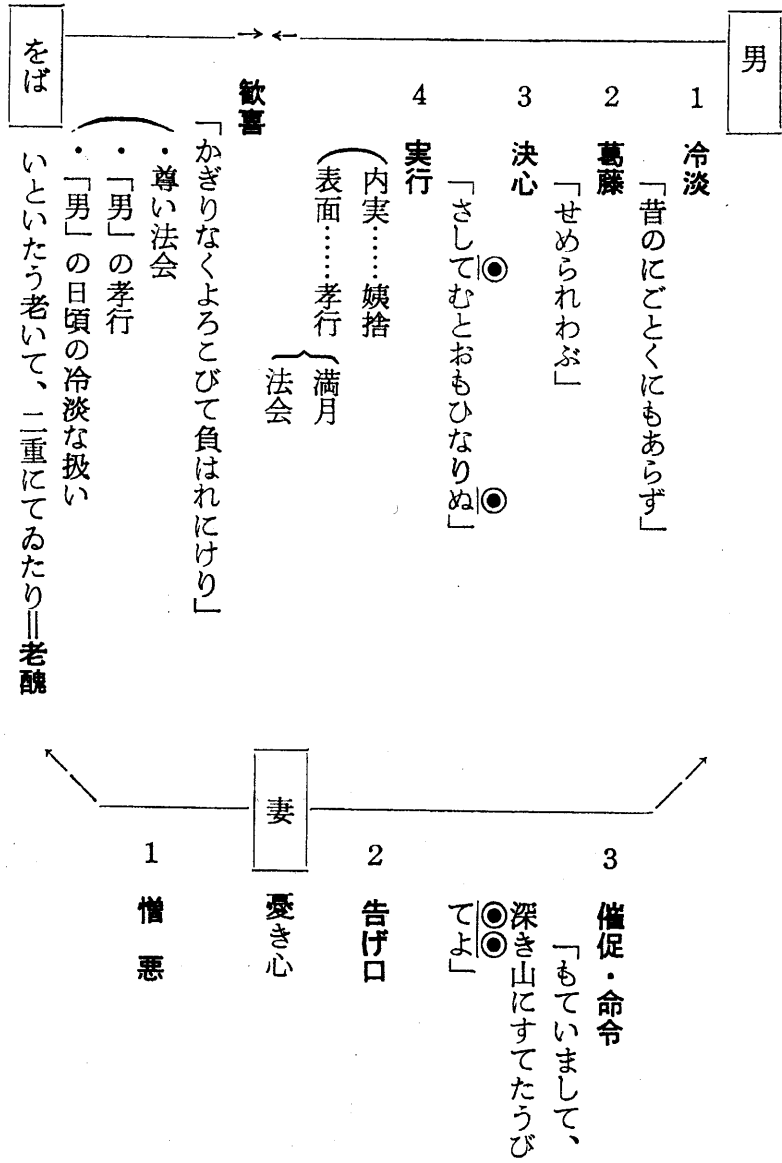 男
1 冷淡
「昔のにごとくにもあらず」
2 葛藤
「せめられわぶ」
3 決心
「さしてむとおもひなりぬ」
4 実行
内実……姨捨
表面……孝行
満月
法会
歓喜
「かぎりなくよろこびて負はれにけり」
・尊い法会
・「男」の孝行
・「男」の日頃の冷淡な扱い
をば
いといたう老いて、二重にてゐたり=老醜
3 催促・命令
「もていまして、
深き山にすてたうび
てよ」
2 告げ口
妻
憂き心
1 憎悪